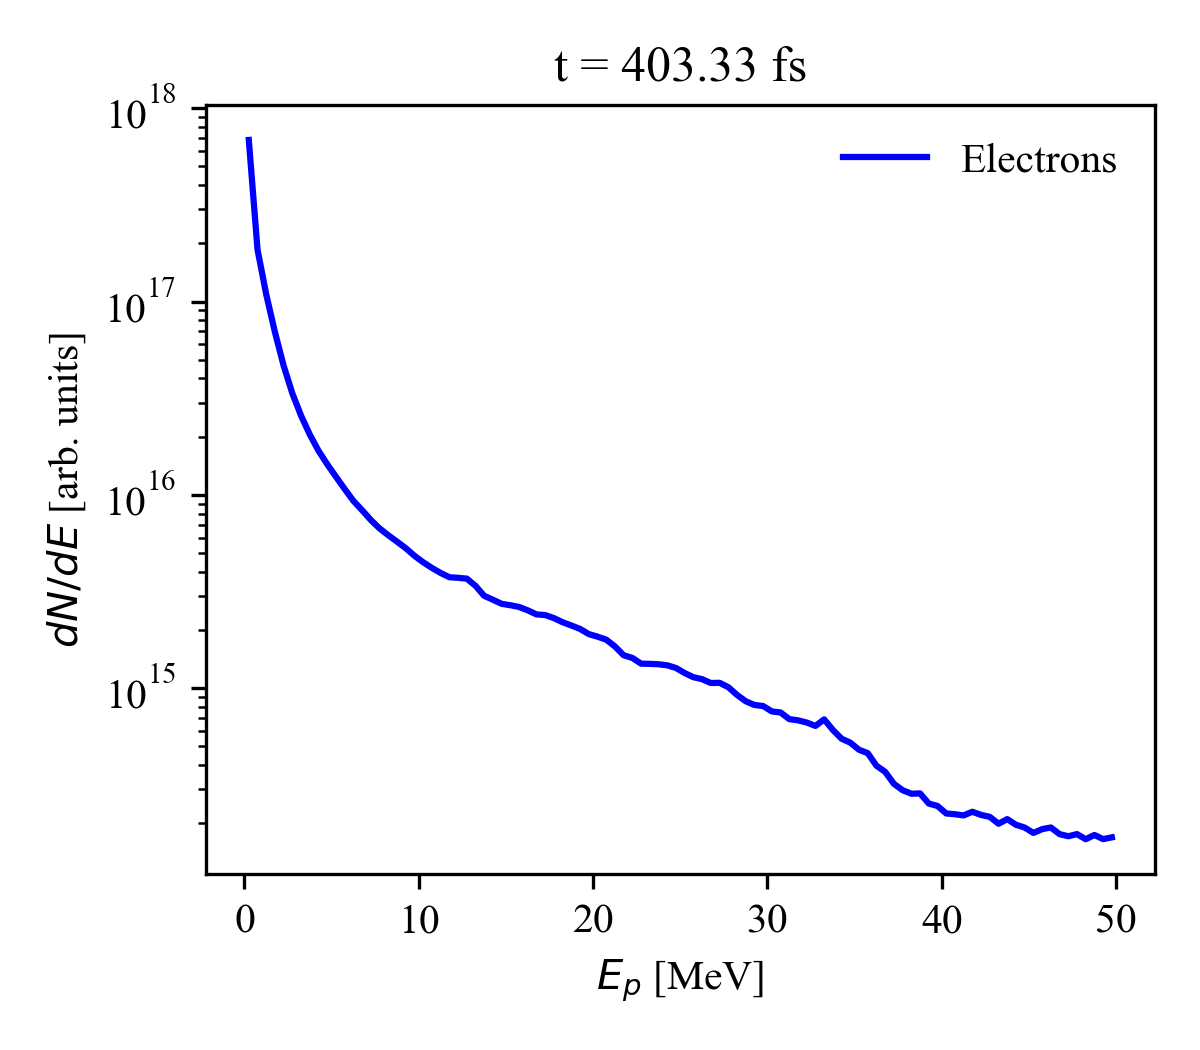 t = 403.33 fs
10^18
10^17
10^16
10^15
dN/dE [arb. units]
Electrons
0 10 20 30 40 50
E_p [MeV]